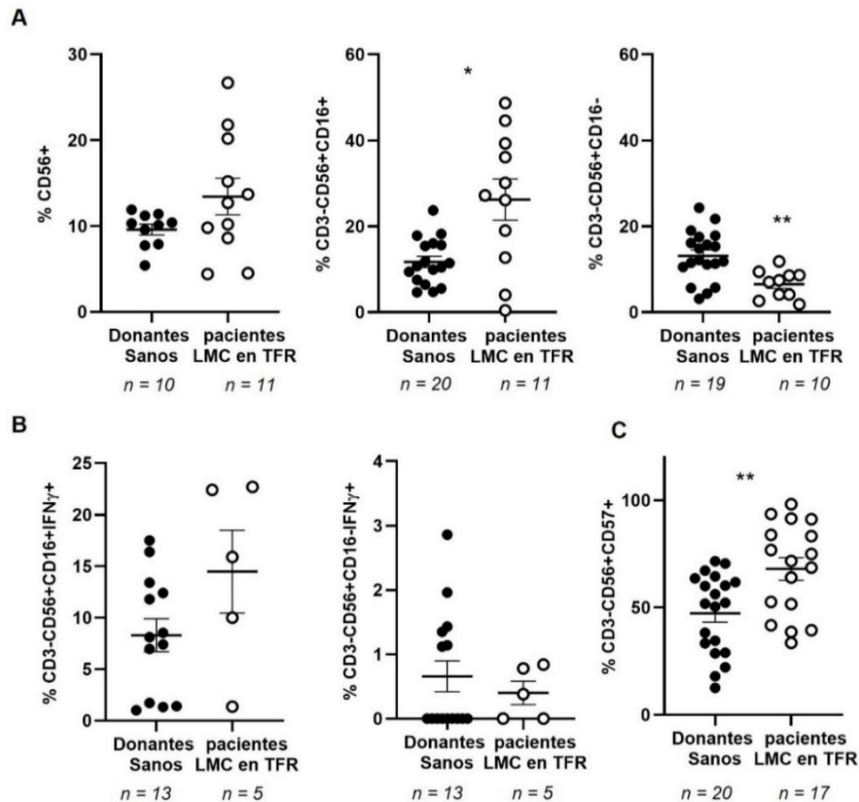 A
% CD56+
30
20
10
0
Donantes Sanos
pacientes LMC en TFR
n = 10
n = 11
% CD3-CD56+CD16+
60
40
20
0
*
Donantes Sanos
pacientes LMC en TFR
n = 20
n = 11
% CD3-CD56+CD16-
60
40
20
0
**
Donantes Sanos
pacientes LMC en TFR
n = 19
n = 10
B
% CD3-CD56+CD16+IFNγ+
25
20
15
10
5
0
Donantes Sanos
pacientes LMC en TFR
n = 13
n = 5
% CD3-CD56+CD16-IFNγ+
4
3
2
1
0
Donantes Sanos
pacientes LMC en TFR
n = 13
n = 5
C
% CD3-CD56+CD57+
100
50
0
**
Donantes Sanos
pacientes LMC en TFR
n = 20
n = 17